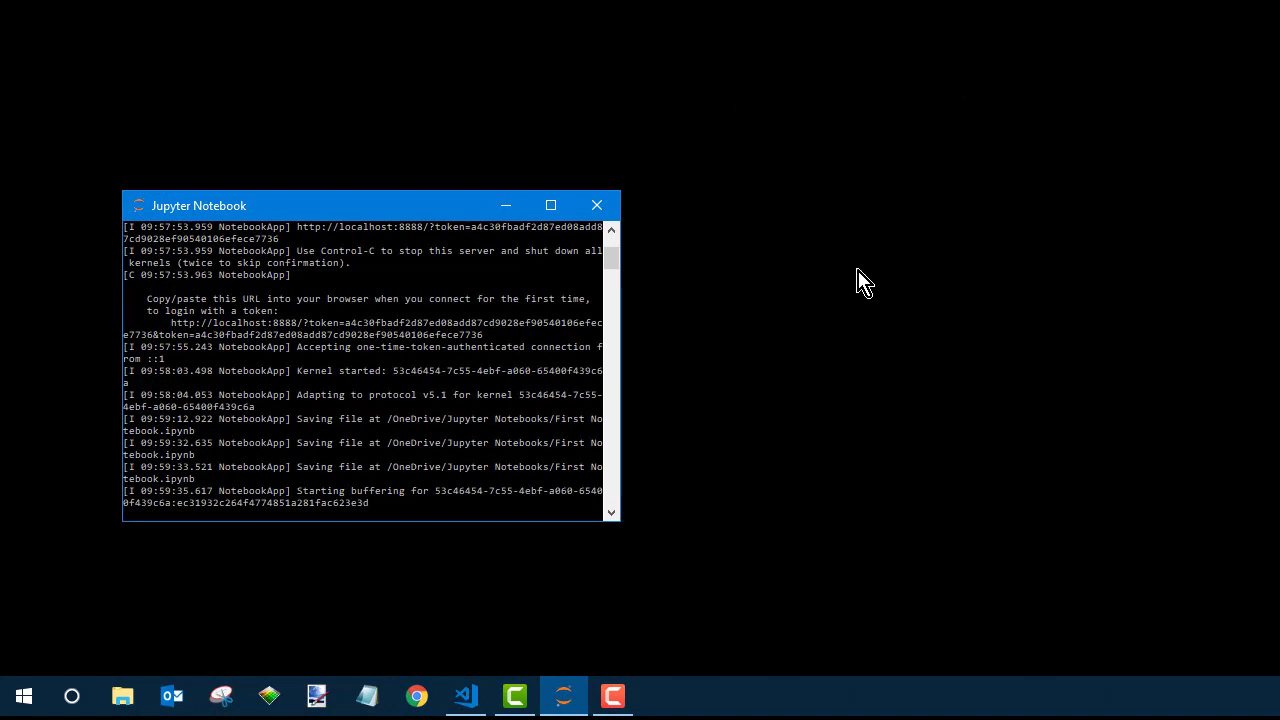 Jupyter Notebook
[I 09:57:53.959 NotebookApp] http://localhost:8888/?token=a4c30fbadf2d87ed08add8
7cd9028ef90540106efece7736
[I 09:57:53.959 NotebookApp] Use Control-C to stop this server and shut down all
kernels (twice to skip confirmation).
[C 09:57:53.963 NotebookApp]
Copy/paste this URL into your browser when you connect for the first time,
to login with a token:
http://localhost:8888/?token=a4c30fbadf2d87ed08add87cd9028ef90540106efec
e7736&token=a4c30fbadf2d87ed08add87cd9028ef90540106efece7736
[I 09:57:55.243 NotebookApp] Accepting one-time-token-authenticated connection f
rom ::1
[I 09:58:03.498 NotebookApp] Kernel started: 53c46454-7c55-4ebf-a060-65400f439c6
a
[I 09:58:04.053 NotebookApp] Adapting to protocol v5.1 for kernel 53c46454-7c55-
4ebf-a060-65400f439c6a
[I 09:59:12.922 NotebookApp] Saving file at /OneDrive/Jupyter Notebooks/First No
tebook.ipynb
[I 09:59:32.635 NotebookApp] Saving file at /OneDrive/Jupyter Notebooks/First No
tebook.ipynb
[I 09:59:33.521 NotebookApp] Saving file at /OneDrive/Jupyter Notebooks/First No
tebook.ipynb
[I 09:59:35.617 NotebookApp] Starting buffering for 53c46454-7c55-4ebf-a060-6540
0f439c6a:ec31932c264f4774851a281fac623e3d